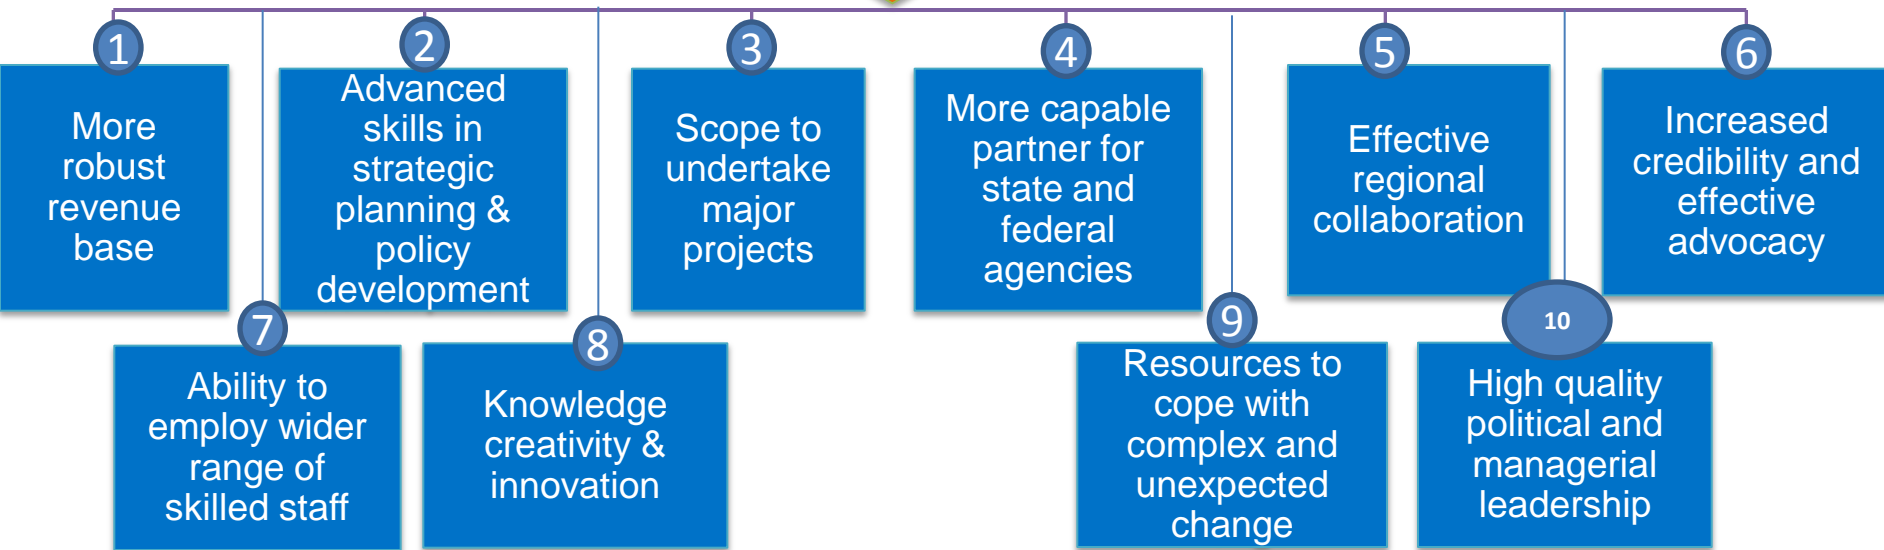 1
More
robust
revenue
base
2
Advanced
skills in
strategic
planning &
policy
development
3
Scope to
undertake
major
projects
4
More capable
partner for
state and
federal
agencies
5
Effective
regional
collaboration
6
Increased
credibility and
effective
advocacy
7
Ability to
employ wider
range of
skilled staff
8
Knowledge
creativity &
innovation
9
Resources to
cope with
complex and
unexpected
change
10
High quality
political and
managerial
leadership